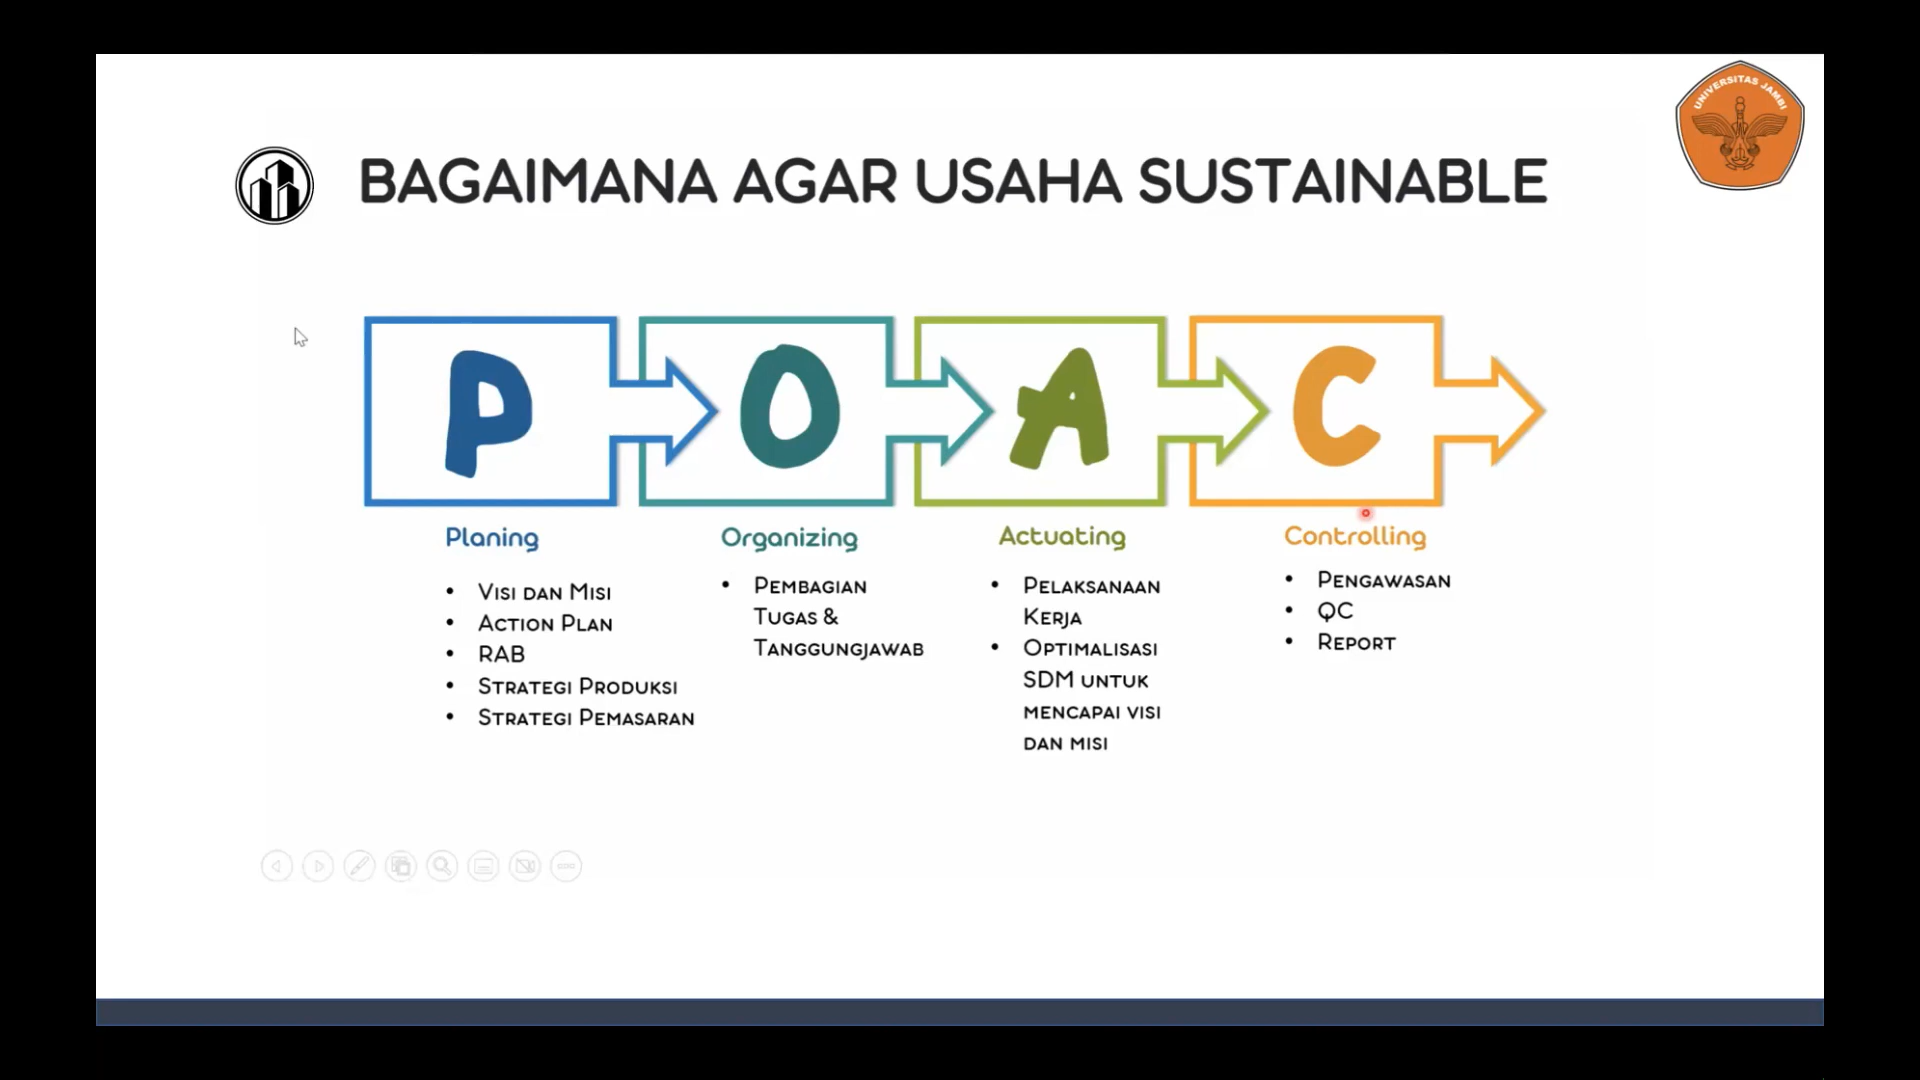 UNIVERSITAS JAMBI
BAGAIMANA AGAR USAHA SUSTAINABLE
P
O
A
C
Planing
• VISI DAN MISI
• ACTION PLAN
• RAB
• STRATEGI PRODUKSI
• STRATEGI PEMASARAN
Organizing
• PEMBAGIAN
TUGAS &
TANGGUNGJAWAB
Actuating
• PELAKSANAAN
KERJA
• OPTIMALISASI
SDM UNTUK
MENCAPAI VISI
DAN MISI
Controlling
• PENGAWASAN
• QC
• REPORT